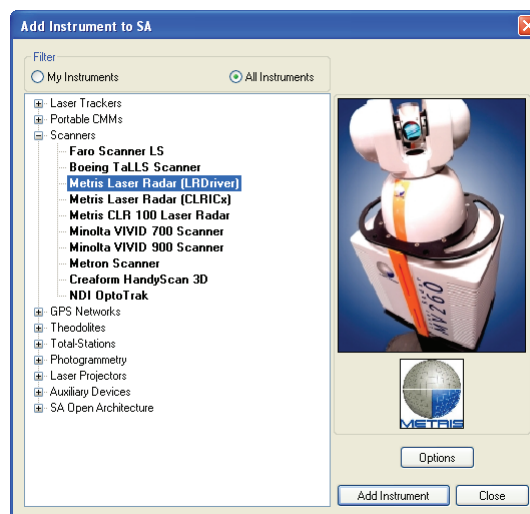 Add Instrument to SA
Filter
My Instruments
All Instruments
Laser Trackers
Portable CMMs
Scanners
Faro Scanner LS
Boeing TaLLS Scanner
Metris Laser Radar (LRDriver)
Metris Laser Radar (CLRICx)
Metris CLR 100 Laser Radar
Minolta VIVID 700 Scanner
Minolta VIVID 900 Scanner
Metron Scanner
Creaform HandyScan 3D
NDI OptoTrak
GPS Networks
Theodolites
Total-Stations
Photogrammetry
Laser Projectors
Auxiliary Devices
SA Open Architecture
MV260
METRIS
Options
Add Instrument
Close